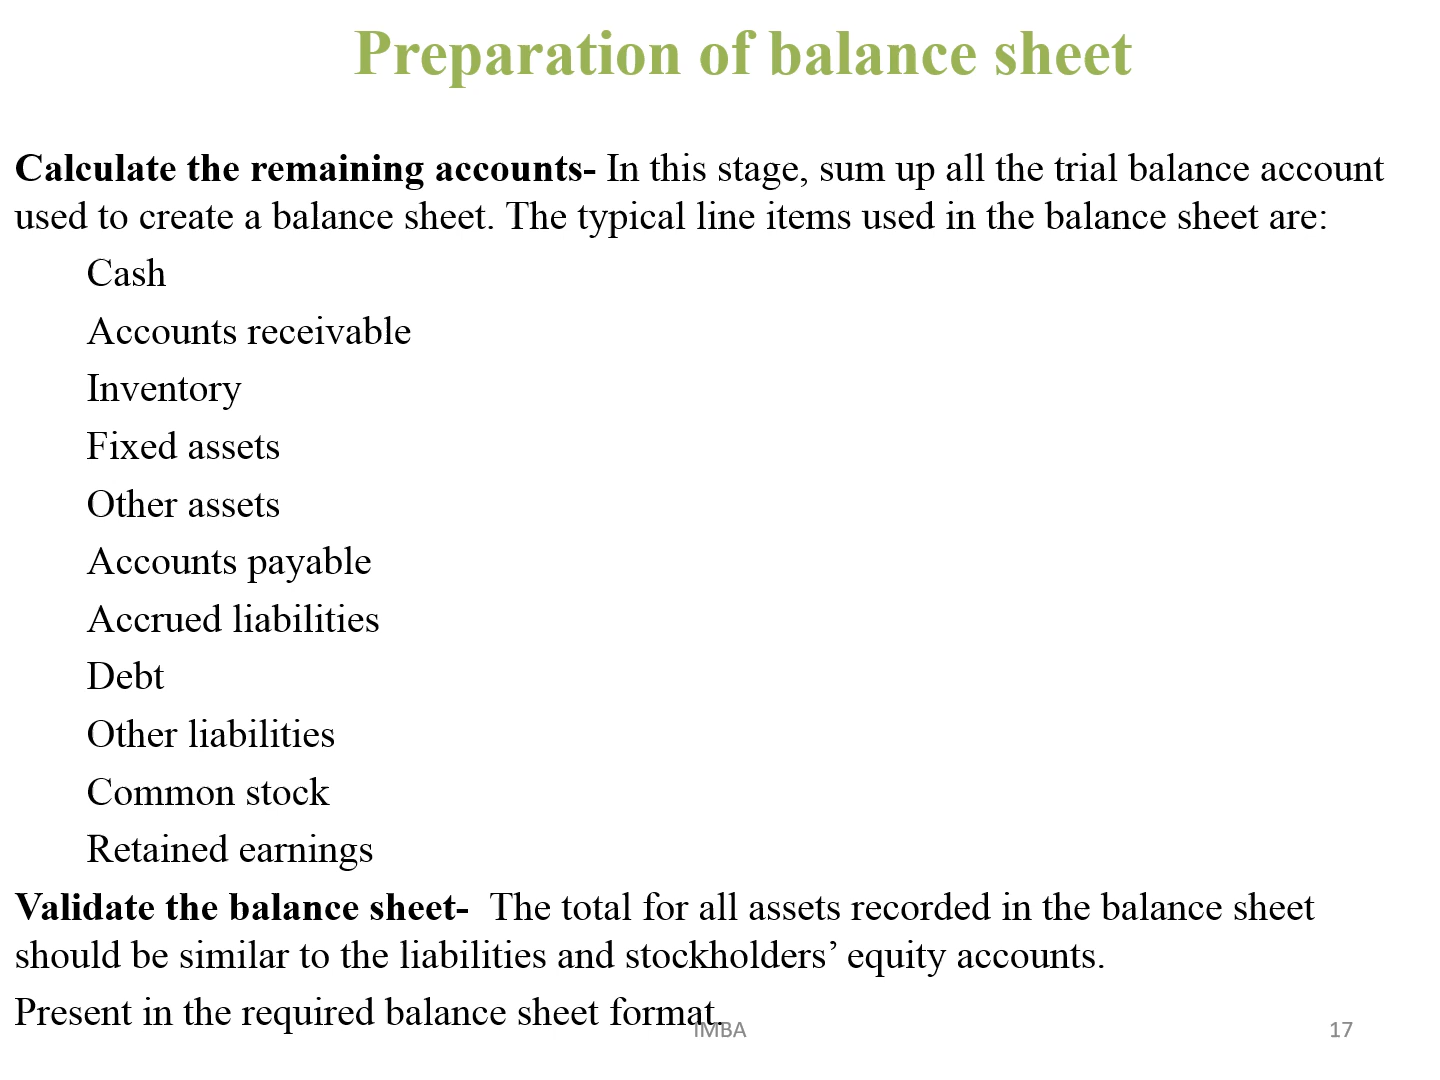 Preparation of balance sheet
Calculate the remaining accounts- In this stage, sum up all the trial balance account
used to create a balance sheet. The typical line items used in the balance sheet are:
Cash
Accounts receivable
Inventory
Fixed assets
Other assets
Accounts payable
Accrued liabilities
Debt
Other liabilities
Common stock
Retained earnings
Validate the balance sheet-  The total for all assets recorded in the balance sheet
should be similar to the liabilities and stockholders’ equity accounts.
Present in the required balance sheet format.
IMBA
17